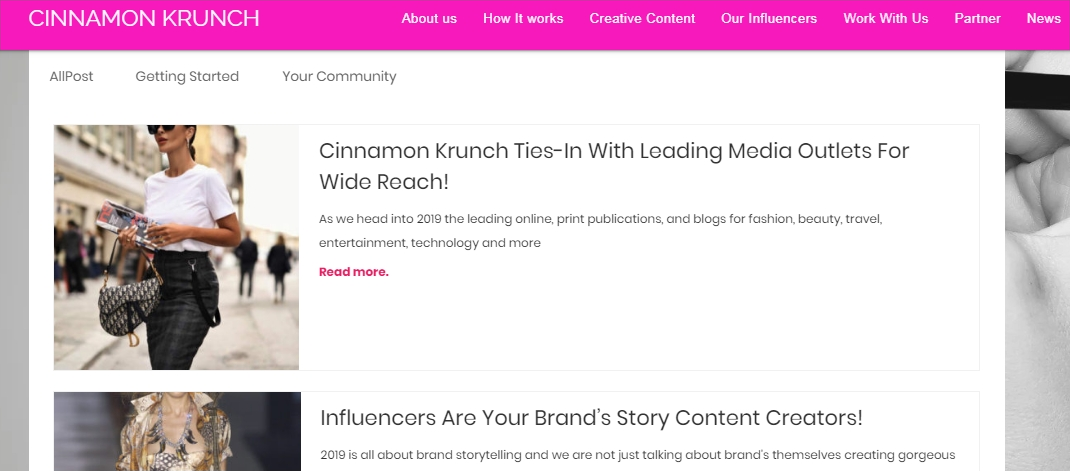 CINNAMON KRUNCH
About us How It works Creative Content Our Influencers Work With Us Partner News
AllPost Getting Started Your Community
Cinnamon Krunch Ties-In With Leading Media Outlets For
Wide Reach!
As we head into 2019 the leading online, print publications, and blogs for fashion, beauty, travel,
entertainment, technology and more
Read more.
Influencers Are Your Brand's Story Content Creators!
2019 is all about brand storytelling and we are not just talking about brand's themselves creating gorgeous